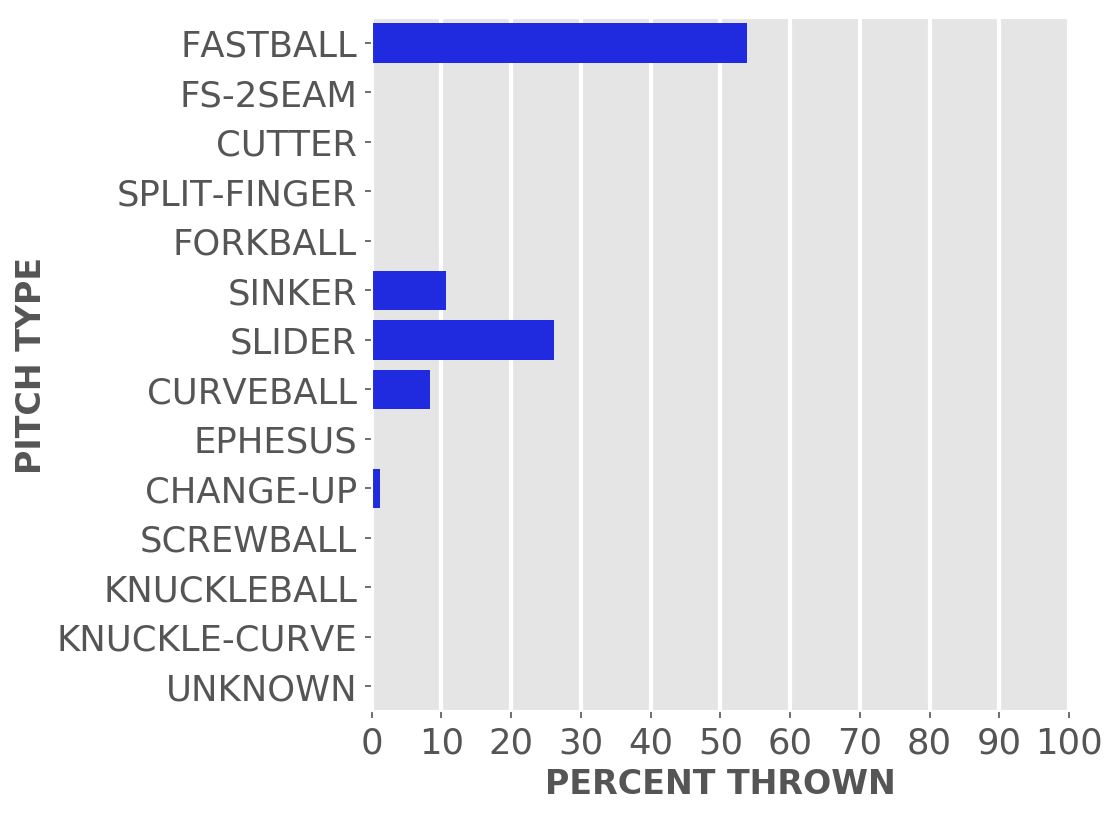 FASTBALL
FS-2SEAM
CUTTER
SPLIT-FINGER
FORKBALL
SINKER
SLIDER
CURVEBALL
EPHESUS
CHANGE-UP
SCREWBALL
KNUCKLEBALL
KNUCKLE-CURVE
UNKNOWN
PITCH TYPE
0 10 20 30 40 50 60 70 80 90 100
PERCENT THROWN